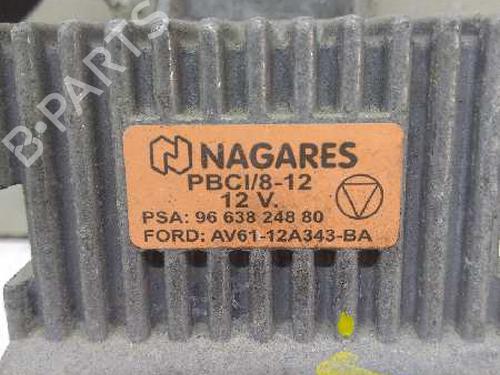 B-PARTS
NAGARES
PBCI/8-12
12 V.
PSA: 96 638 248 80
FORD: AV61-12A343-BA